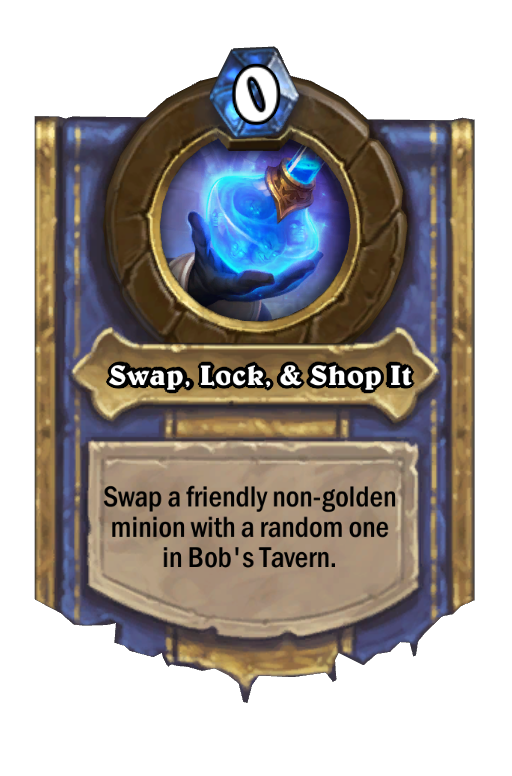 0
Swap, Lock, & Shop It
Swap a friendly non-golden
minion with a random one
in Bob's Tavern.